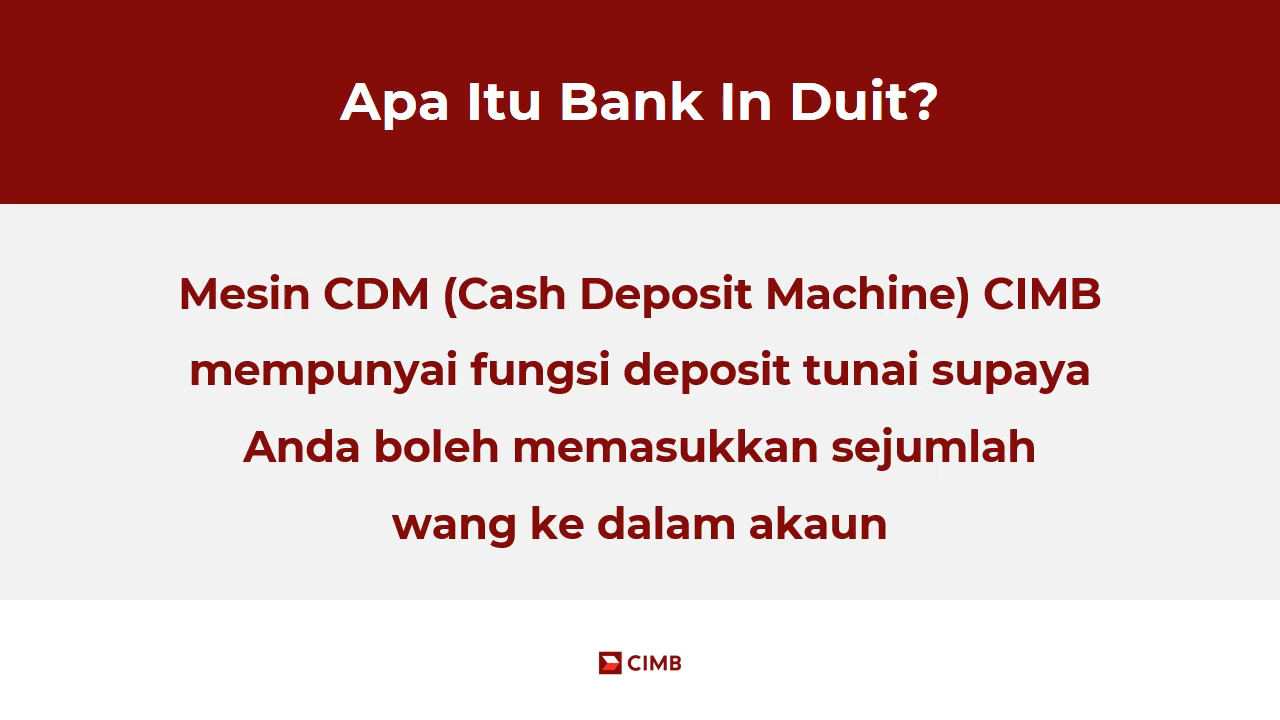 Apa Itu Bank In Duit?
Mesin CDM (Cash Deposit Machine) CIMB
mempunyai fungsi deposit tunai supaya
Anda boleh memasukkan sejumlah
wang ke dalam akaun
CIMB